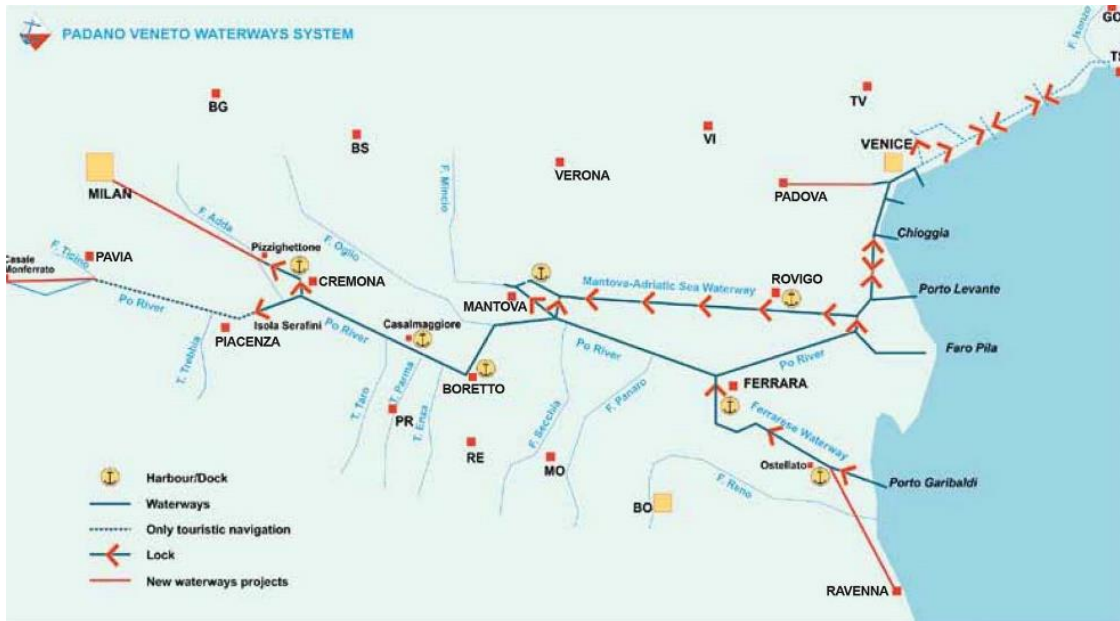 PADANO VENETO WATERWAYS SYSTEM
GO
F. Isonzo
BG
TV
BS
VI
VENICE
VERONA
MILAN
F. Mincio
PADOVA
F. Adda
F. Oglio
Chioggia
Pizzighettone
F. Ticino
PAVIA
Casale
Monferrato
CREMONA
Mantova-Adriatic Sea Waterway
ROVIGO
Porto Levante
MANTOVA
Po River
Isola Serafini
PIACENZA
Po River
Casalmaggiore
Po River
Po River
Faro Pila
T. Trebbia
BORETTO
FERRARA
T. Taro
T. Parma
T. Enza
F. Secchia
F. Panaro
Ferrarese Waterway
PR
RE
MO
Ostellato
F. Reno
Porto Garibaldi
BO
Harbour/Dock
Waterways
Only touristic navigation
Lock
New waterways projects
RAVENNA